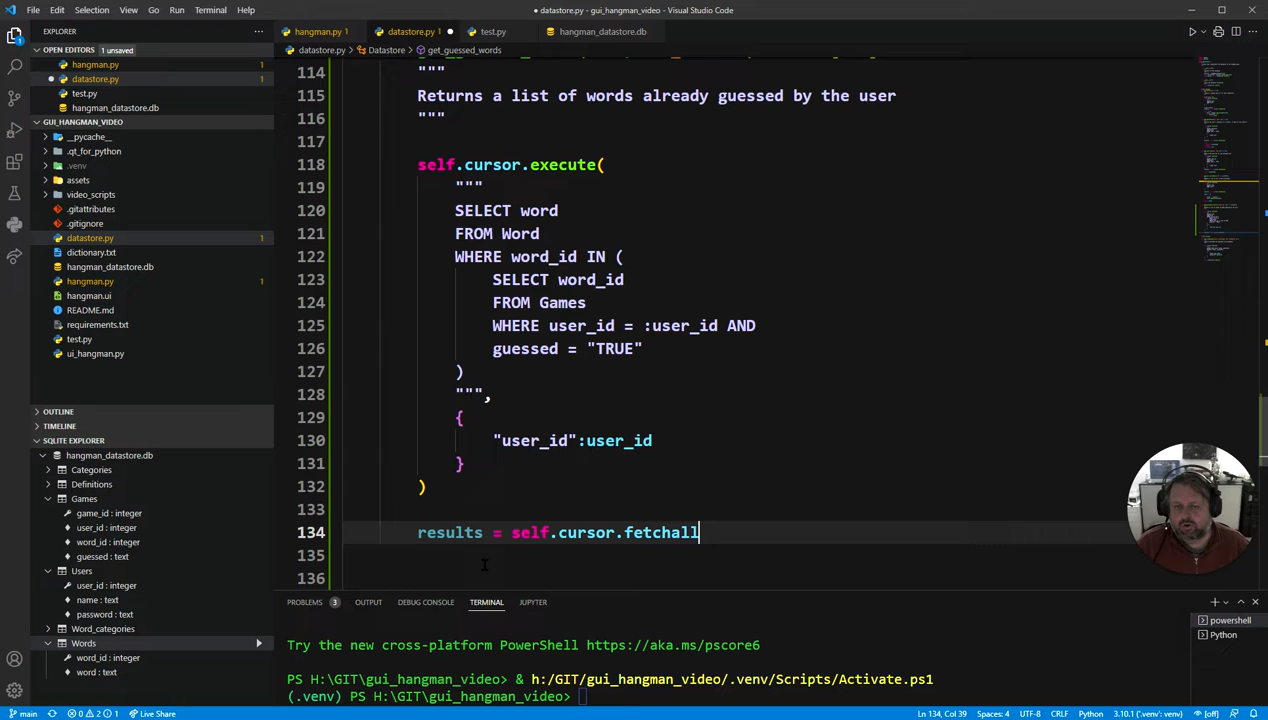 File Edit Selection View Go Run Terminal Help
● datastore.py - gui_hangman_video - Visual Studio Code
EXPLORER
OPEN EDITORS 1 unsaved
hangman.py 1
datastore.py 1
test.py
hangman_datastore.db
GUI_HANGMAN_VIDEO
__pycache__
.qt_for_python
.venv
assets
video_scripts
.gitattributes
.gitignore
datastore.py 1
dictionary.txt
hangman_datastore.db
hangman.py 1
hangman.ui
README.md
requirements.txt
test.py
ui_hangman.py
OUTLINE
TIMELINE
SQLITE EXPLORER
hangman_datastore.db
Categories
Definitions
Games
game_id : integer
user_id : integer
word_id : integer
guessed : text
Users
user_id : integer
name : text
password : text
Word_categories
Words
word_id : integer
word : text
hangman.py 1 datastore.py 1 ● test.py hangman_datastore.db
datastore.py > Datastore > get_guessed_words
114 """
115 Returns a list of words already guessed by the user
116 """
117
118 self.cursor.execute(
119 """
120 SELECT word
121 FROM Word
122 WHERE word_id IN (
123 SELECT word_id
124 FROM Games
125 WHERE user_id = :user_id AND
126 guessed = "TRUE"
127 )
128 """,
129 {
130 "user_id":user_id
131 }
132 )
133
134 results = self.cursor.fetchall
135
136
PROBLEMS 3 OUTPUT DEBUG CONSOLE TERMINAL JUPYTER
Try the new cross-platform PowerShell https://aka.ms/pscore6
PS H:\GIT\gui_hangman_video> & h:/GIT/gui_hangman_video/.venv/Scripts/Activate.ps1
(.venv) PS H:\GIT\gui_hangman_video>
powershell
Python
main 0 2 1 Live Share Ln 134, Col 39 Spaces: 4 UTF-8 CRLF Python 3.10.1 ('.venv': venv) [off]